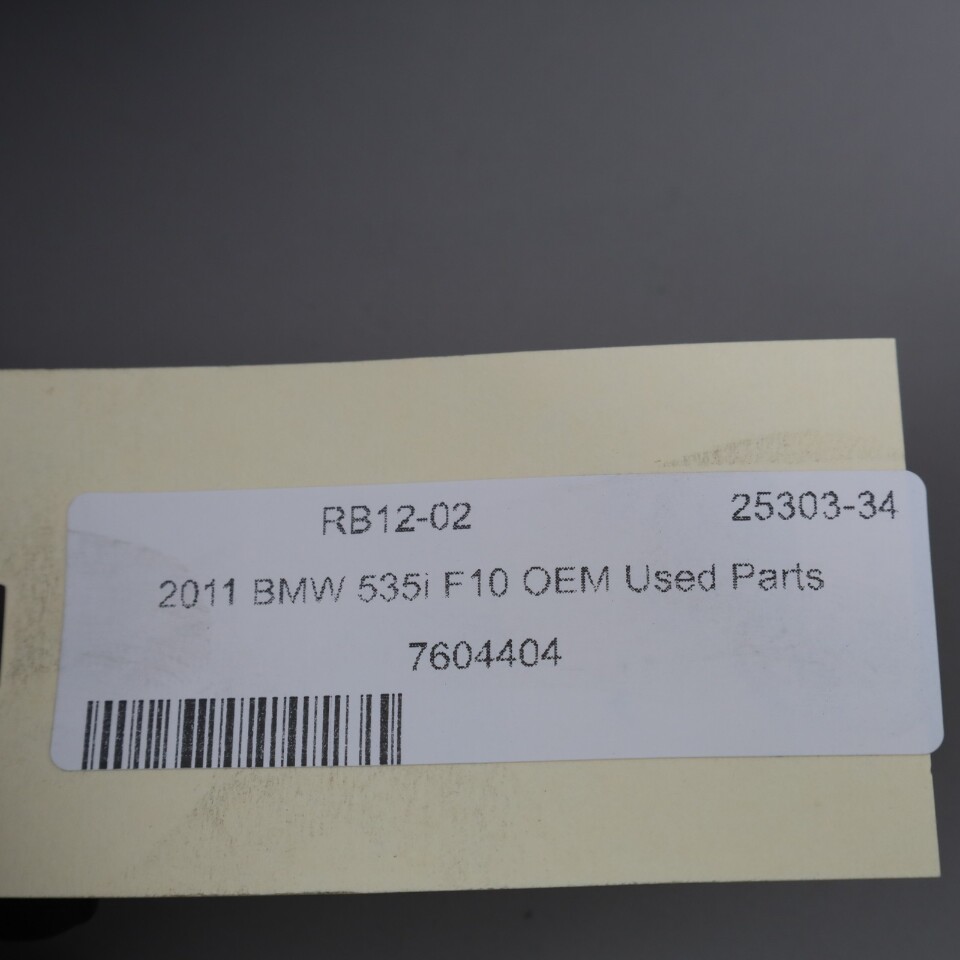 RB12-02 25303-34
2011 BMW 535i F10 OEM Used Parts
7604404